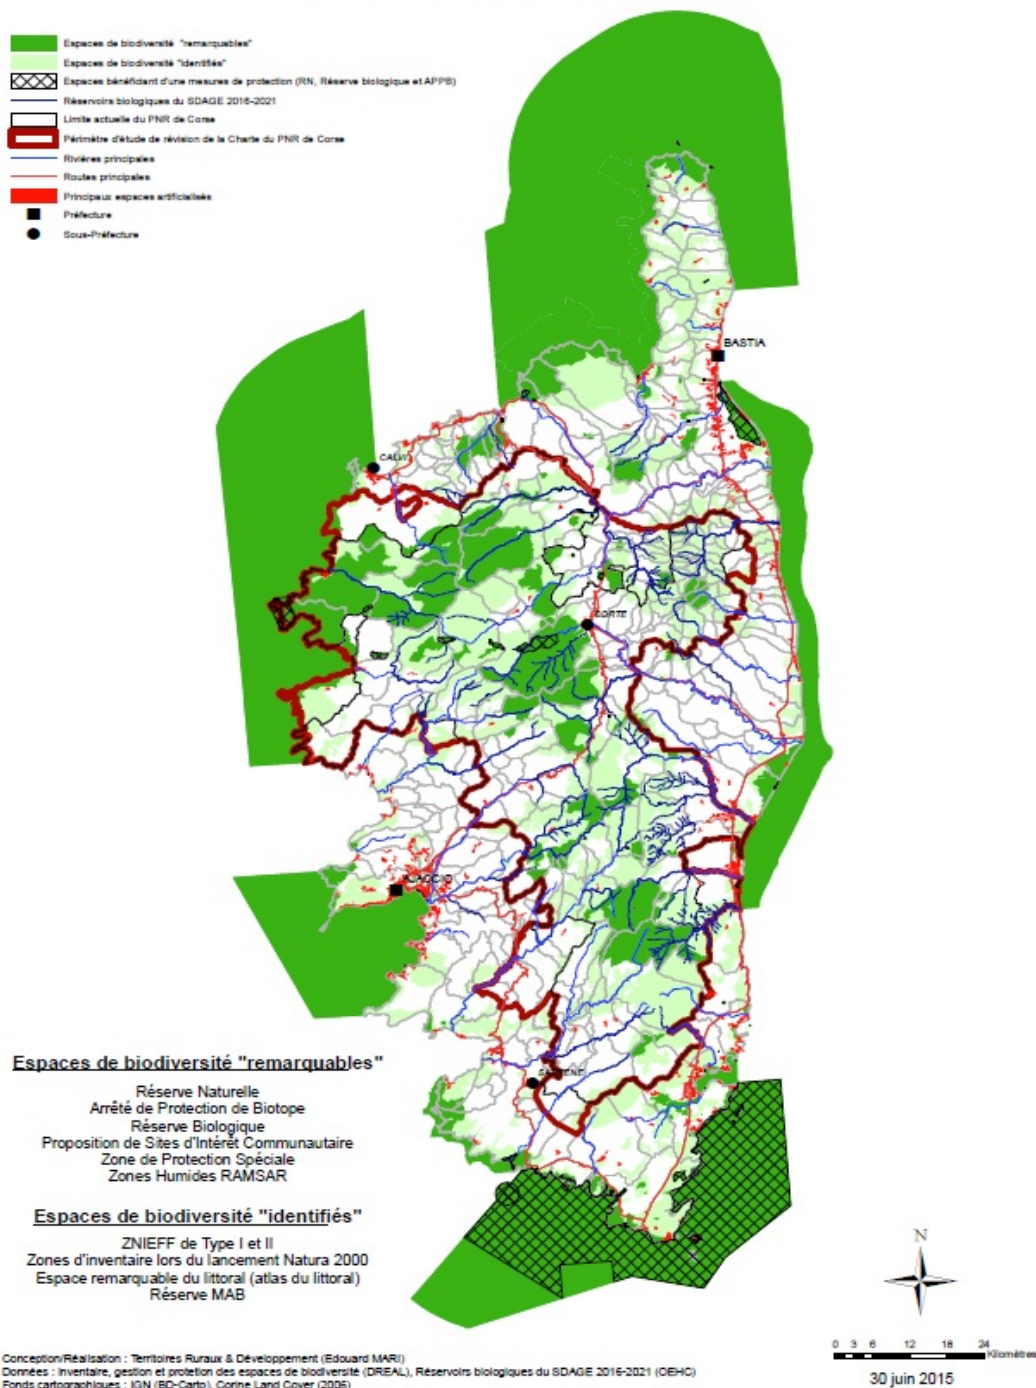 Espaces de biodiversité "remarquables"
Espaces de biodiversité "identifiés"
Espaces bénéficiant d'une mesures de protection (RN, Réserve biologique et APPB)
Réservoirs biologiques du SDAGE 2016-2021
Limite actuelle du PNR de Corse
Périmètre d'étude de révision de la Charte du PNR de Corse
Rivières principales
Routes principales
Principaux espaces artificialisés
Préfecture
Sous-Préfecture
BASTIA
CALVI
CORTE
AJACCIO
SARTENE
Espaces de biodiversité "remarquables"
Réserve Naturelle
Arrêté de Protection de Biotope
Réserve Biologique
Proposition de Sites d'Intérêt Communautaire
Zone de Protection Spéciale
Zones Humides RAMSAR
Espaces de biodiversité "identifiés"
ZNIEFF de Type I et II
Zones d'inventaire lors du lancement Natura 2000
Espace remarquable du littoral (atlas du littoral)
Réserve MAB
N
0 3 6 12 18 24
Kilomètres
30 juin 2015
Conception/Réalisation : Territoires Ruraux & Développement (Edouard MARI)
Données : Inventaire, gestion et protetion des espaces de biodiversité (DREAL), Réservoirs biologiques du SDAGE 2016-2021 (OEHC)
Fonds cartographiques : IGN (BD-Carto), Corine Land Cover (2006)